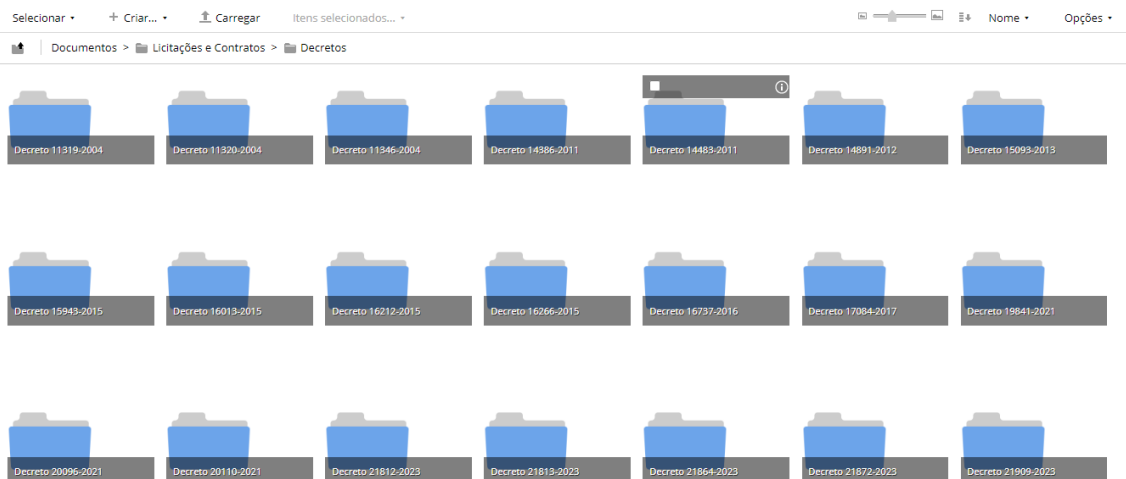 Selecionar Criar... Carregar Itens selecionados... Nome Opções
Documentos > Licitações e Contratos > Decretos
Decreto 11319-2004 Decreto 11320-2004 Decreto 11346-2004 Decreto 14386-2011 Decreto 14483-2011 Decreto 14891-2012 Decreto 15093-2013
Decreto 15943-2015 Decreto 16013-2015 Decreto 16212-2015 Decreto 16266-2015 Decreto 16737-2016 Decreto 17084-2017 Decreto 19841-2021
Decreto 20096-2021 Decreto 20110-2021 Decreto 21812-2023 Decreto 21813-2023 Decreto 21864-2023 Decreto 21872-2023 Decreto 21909-2023